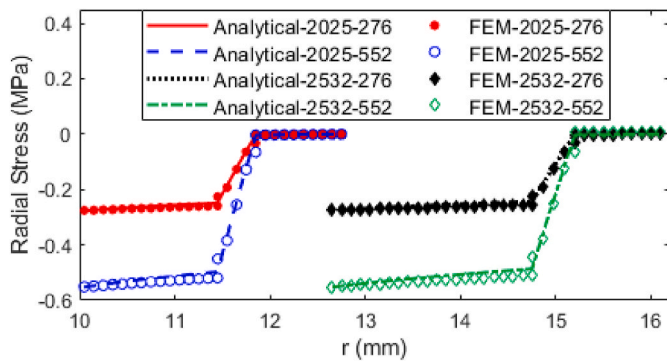 0.4
0.2
0
-0.2
-0.4
-0.6
Radial Stress (MPa)
Analytical-2025-276
FEM-2025-276
Analytical-2025-552
FEM-2025-552
Analytical-2532-276
FEM-2532-276
Analytical-2532-552
FEM-2532-552
10 11 12 13 14 15 16
r (mm)